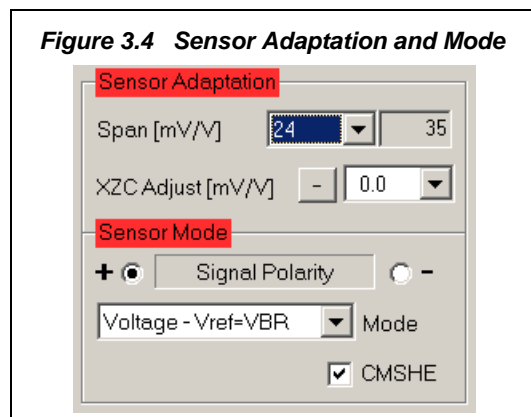 Figure 3.4 Sensor Adaptation and Mode
Sensor Adaptation
Span [mV/V] 24 35
XZC Adjust [mV/V] - 0.0
Sensor Mode
+ Signal Polarity -
Voltage - Vref=VBR Mode
CMSHE